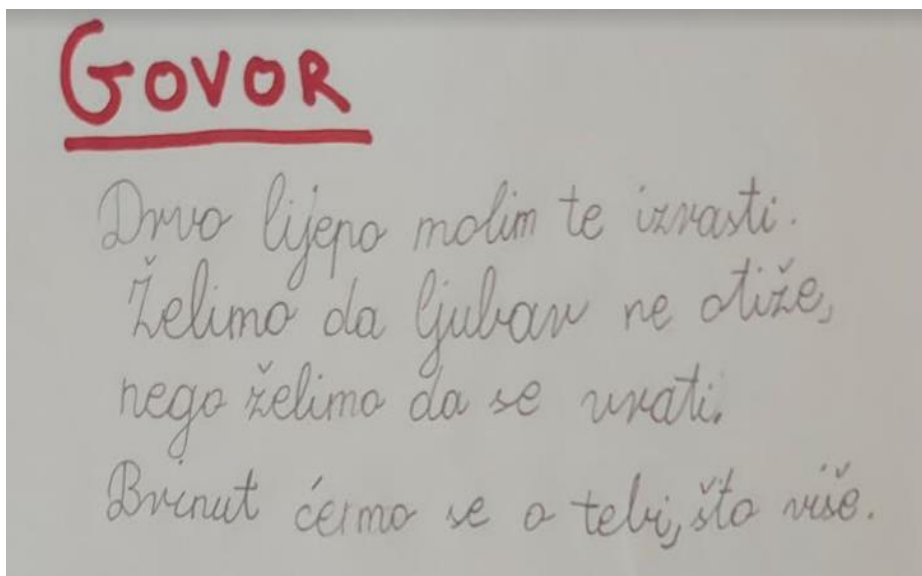 GOVOR
Drvo lijepo molim te izrasti.
Želimo da ljubav ne otiže,
nego želimo da se vrati.
Brinut ćemo se o tebi, što više.